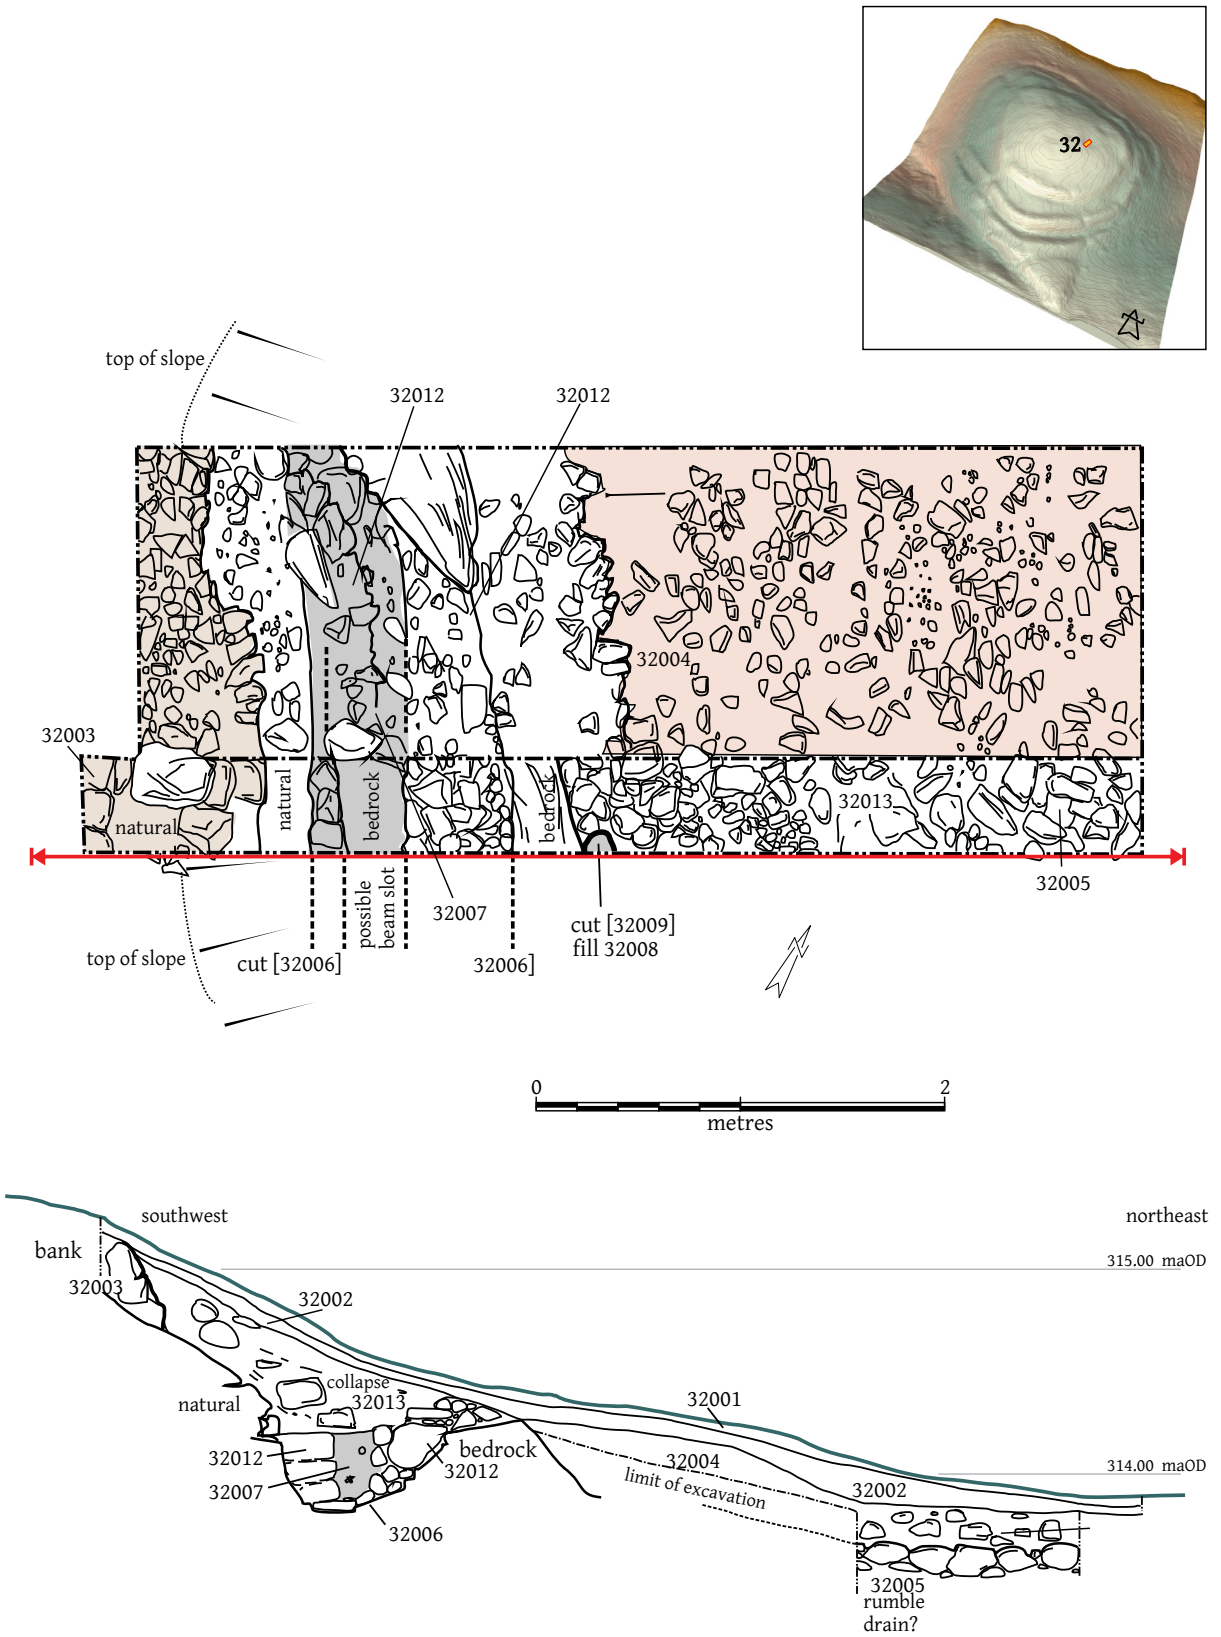 32
top of slope
32012
32012
32004
32003
natural
natural
bedrock
bedrock
32013
32005
32007
possible
beam slot
cut [32009]
fill 32008
top of slope
cut [32006]
32006]
0
2
metres
southwest
northeast
bank
315.00 maOD
32003
32002
collapse
32013
natural
32001
bedrock
32012
32012
32004
314.00 maOD
limit of excavation
32002
32007
32006
32005
rumble
drain?